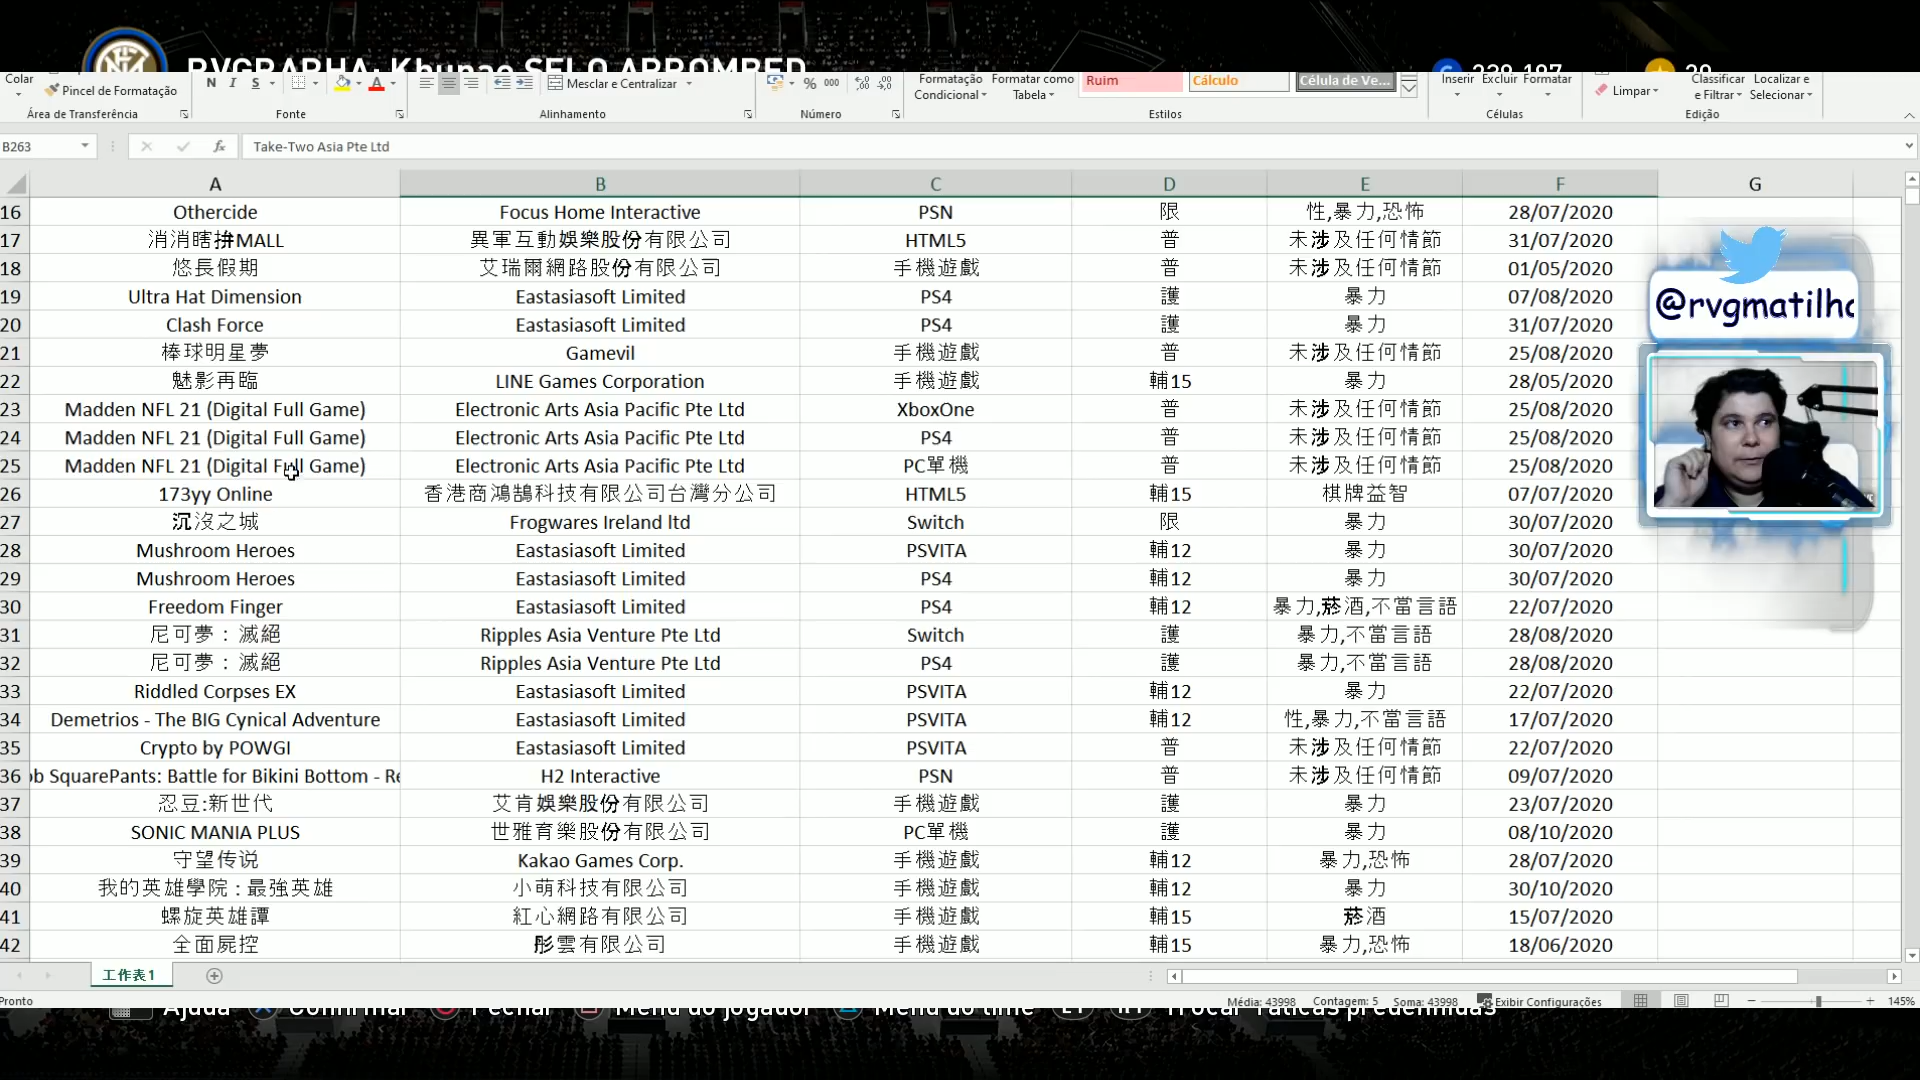 RVGRAPHA: Khunao SELO ARROMBED
239.187
Colar
Pincel de Formatação
N I S
Mesclar e Centralizar
% 000
Formatação Condicional
Formatar como Tabela
Ruim
Cálculo
Célula de Ve...
Inserir Excluir Formatar
Limpar
Classificar e Filtrar
Localizar e Selecionar
Área de Transferência
Fonte
Alinhamento
Número
Estilos
Células
Edição
B263
fx
Take-Two Asia Pte Ltd
A B C D E F G
16 Othercide Focus Home Interactive PSN 限 性,暴力,恐怖 28/07/2020
17 消消瞎拚MALL 異軍互動娛樂股份有限公司 HTML5 普 未涉及任何情節 31/07/2020
18 悠長假期 艾瑞爾網路股份有限公司 手機遊戲 普 未涉及任何情節 01/05/2020
19 Ultra Hat Dimension Eastasiasoft Limited PS4 護 暴力 07/08/2020
20 Clash Force Eastasiasoft Limited PS4 護 暴力 31/07/2020
21 棒球明星夢 Gamevil 手機遊戲 普 未涉及任何情節 25/08/2020
22 魅影再臨 LINE Games Corporation 手機遊戲 輔15 暴力 28/05/2020
23 Madden NFL 21 (Digital Full Game) Electronic Arts Asia Pacific Pte Ltd XboxOne 普 未涉及任何情節 25/08/2020
24 Madden NFL 21 (Digital Full Game) Electronic Arts Asia Pacific Pte Ltd PS4 普 未涉及任何情節 25/08/2020
25 Madden NFL 21 (Digital Full Game) Electronic Arts Asia Pacific Pte Ltd PC單機 普 未涉及任何情節 25/08/2020
26 173yy Online 香港商鴻鵠科技有限公司台灣分公司 HTML5 輔15 棋牌益智 07/07/2020
27 沉沒之城 Frogwares Ireland ltd Switch 限 暴力 30/07/2020
28 Mushroom Heroes Eastasiasoft Limited PSVITA 輔12 暴力 30/07/2020
29 Mushroom Heroes Eastasiasoft Limited PS4 輔12 暴力 30/07/2020
30 Freedom Finger Eastasiasoft Limited PS4 輔12 暴力,菸酒,不當言語 22/07/2020
31 尼可夢：滅絕 Ripples Asia Venture Pte Ltd Switch 護 暴力,不當言語 28/08/2020
32 尼可夢：滅絕 Ripples Asia Venture Pte Ltd PS4 護 暴力,不當言語 28/08/2020
33 Riddled Corpses EX Eastasiasoft Limited PSVITA 輔12 暴力 22/07/2020
34 Demetrios - The BIG Cynical Adventure Eastasiasoft Limited PSVITA 輔12 性,暴力,不當言語 17/07/2020
35 Crypto by POWGI Eastasiasoft Limited PSVITA 普 未涉及任何情節 22/07/2020
36 ob SquarePants: Battle for Bikini Bottom - Re H2 Interactive PSN 普 未涉及任何情節 09/07/2020
37 忍豆:新世代 艾肯娛樂股份有限公司 手機遊戲 護 暴力 23/07/2020
38 SONIC MANIA PLUS 世雅育樂股份有限公司 PC單機 護 暴力 08/10/2020
39 守望传说 Kakao Games Corp. 手機遊戲 輔12 暴力,恐怖 28/07/2020
40 我的英雄學院：最強英雄 小萌科技有限公司 手機遊戲 輔12 暴力 30/10/2020
41 螺旋英雄譚 紅心網路有限公司 手機遊戲 輔15 菸酒 15/07/2020
42 全面屍控 彤雲有限公司 手機遊戲 輔15 暴力,恐怖 18/06/2020
@rvgmatilha
工作表1
Pronto
Média: 43998 Contagem: 5 Soma: 43998 Exibir Configurações 145%
Ajuda Confirmar Fechar Menu do jogador Menu do time Trocar Táticas predefinidas